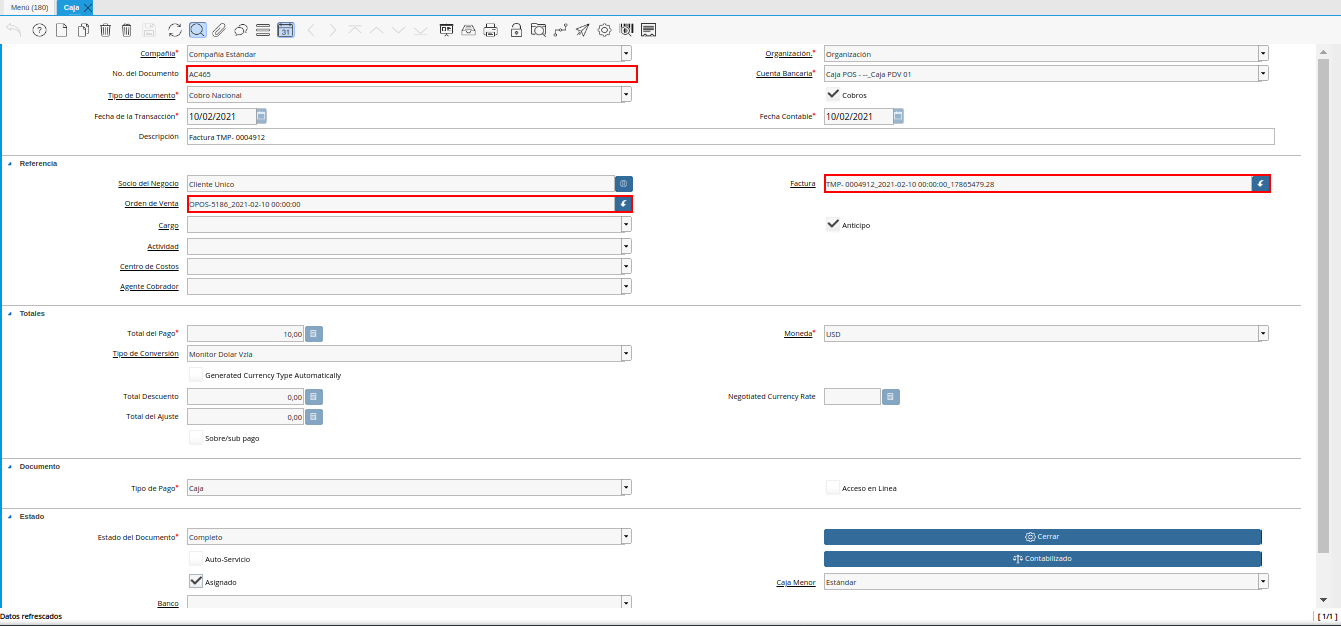 Menú (180) Caja
31
Compañía* Compañía Estándar Organización.* Organización
No. del Documento AC465 Cuenta Bancaria* Caja POS - --_Caja PDV 01
Tipo de Documento* Cobro Nacional Cobros
Fecha de la Transacción* 10/02/2021 Fecha Contable* 10/02/2021
Descripción Factura TMP- 0004912
Referencia
Socio del Negocio Cliente Unico Factura TMP- 0004912_2021-02-10 00:00:00_17865479.28
Orden de Venta OPOS-5186_2021-02-10 00:00:00
Cargo Anticipo
Actividad
Centro de Costos
Agente Cobrador
Totales
Total del Pago* 10,00 Moneda* USD
Tipo de Conversión Monitor Dolar Vzla
Generated Currency Type Automatically
Total Descuento 0,00 Negotiated Currency Rate
Total del Ajuste 0,00
Sobre/sub pago
Documento
Tipo de Pago* Caja Acceso en Línea
Estado
Estado del Documento* Completo Cerrar
Auto-Servicio Contabilizado
Asignado Caja Menor Estándar
Banco
Datos refrescados [ 1/1 ]